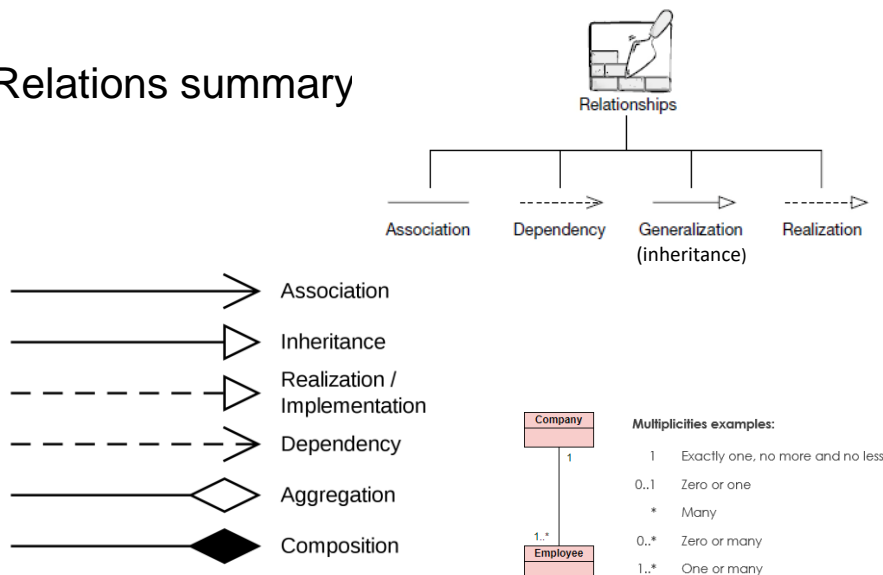 Relations summary
Relationships
Association
Dependency
Generalization
(inheritance)
Realization
Association
Inheritance
Realization /
Implementation
Dependency
Aggregation
Composition
Company
1
1..*
Employee
Multiplicities examples:
1 Exactly one, no more and no less
0..1 Zero or one
* Many
0..* Zero or many
1..* One or many